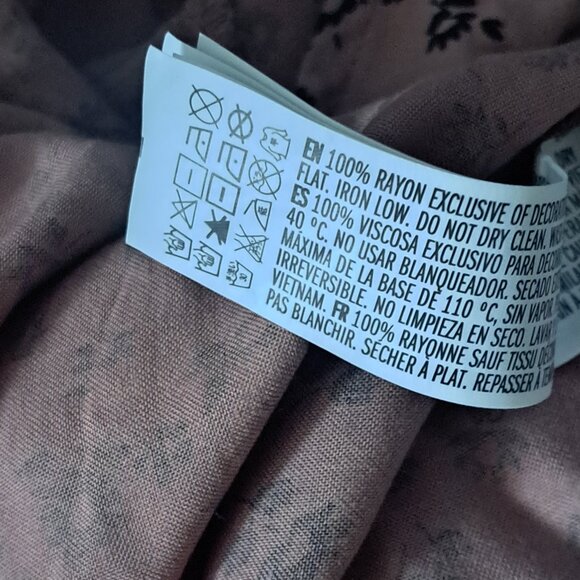 EN 100% RAYON EXCLUSIVE OF
FLAT. IRON LOW. DO NOT DRY CLEAN.
ES 100% VISCOSA EXCLUSIVO PARA
40 °C. NO USAR BLANQUEADOR. SECADO
MÁXIMA DE LA BASE DE 110 °C, SIN VAPOR.
IRREVERSIBLE. NO LIMPIEZA EN SECO. LAVAR
VIETNAM. FR 100% RAYONNE SAUF TISSU
PAS BLANCHIR. SÉCHER À PLAT. REPASSER À